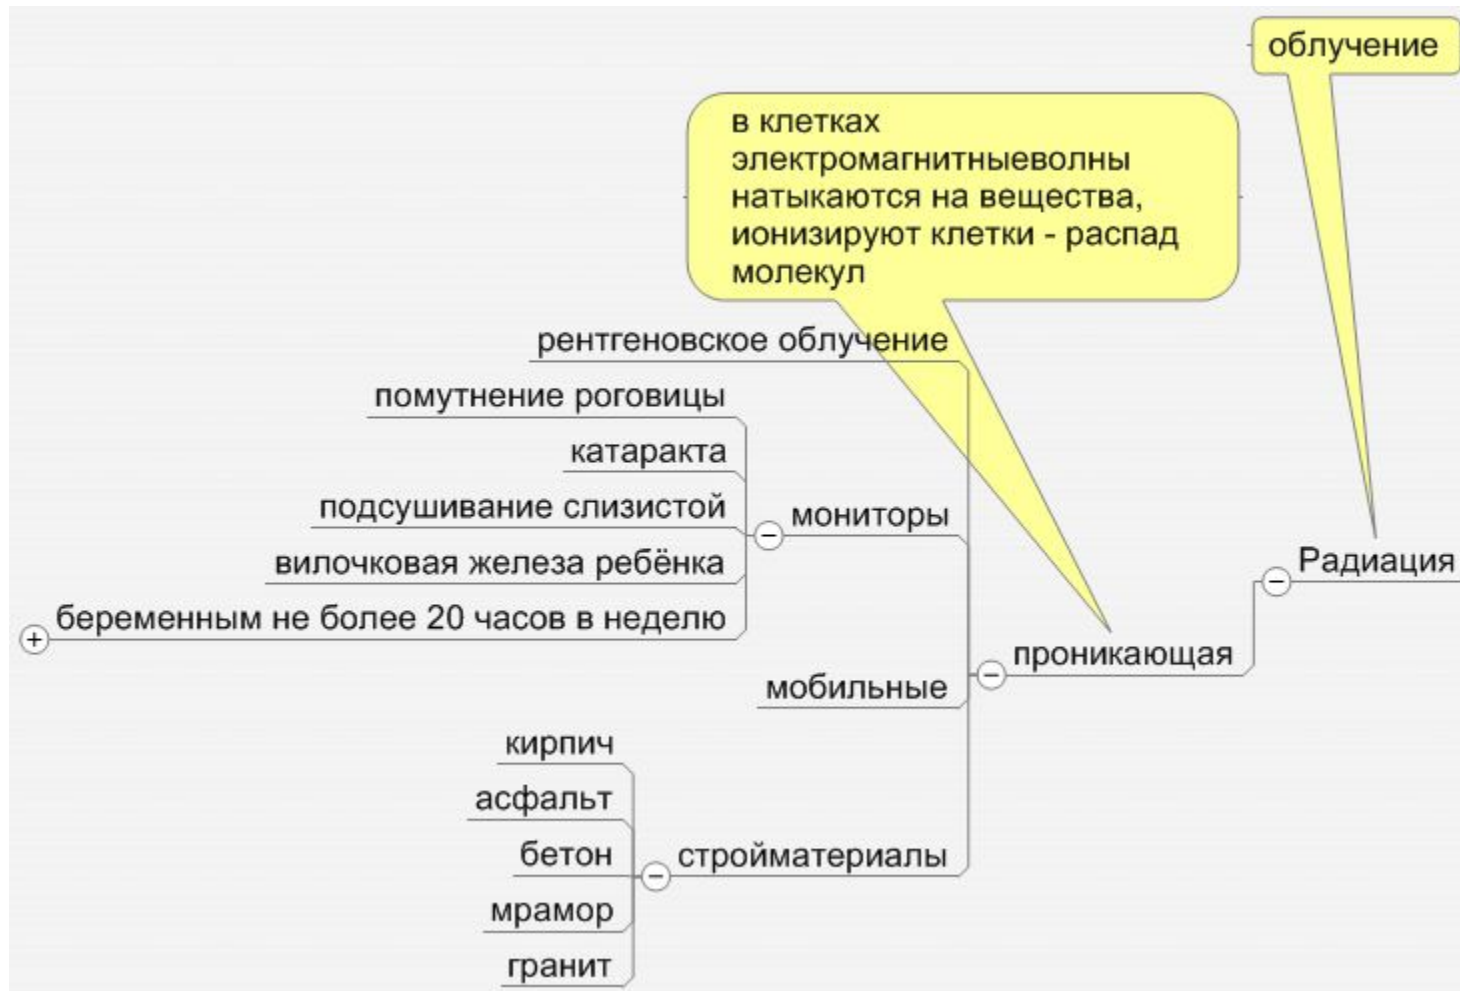 облучение
в клетках
электромагнитныеволны
натыкаются на вещества,
ионизируют клетки - распад
молекул
рентгеновское облучение
помутнение роговицы
катаракта
подсушивание слизистой
мониторы
вилочковая железа ребёнка
Радиация
беременным не более 20 часов в неделю
проникающая
мобильные
кирпич
асфальт
бетон
стройматериалы
мрамор
гранит